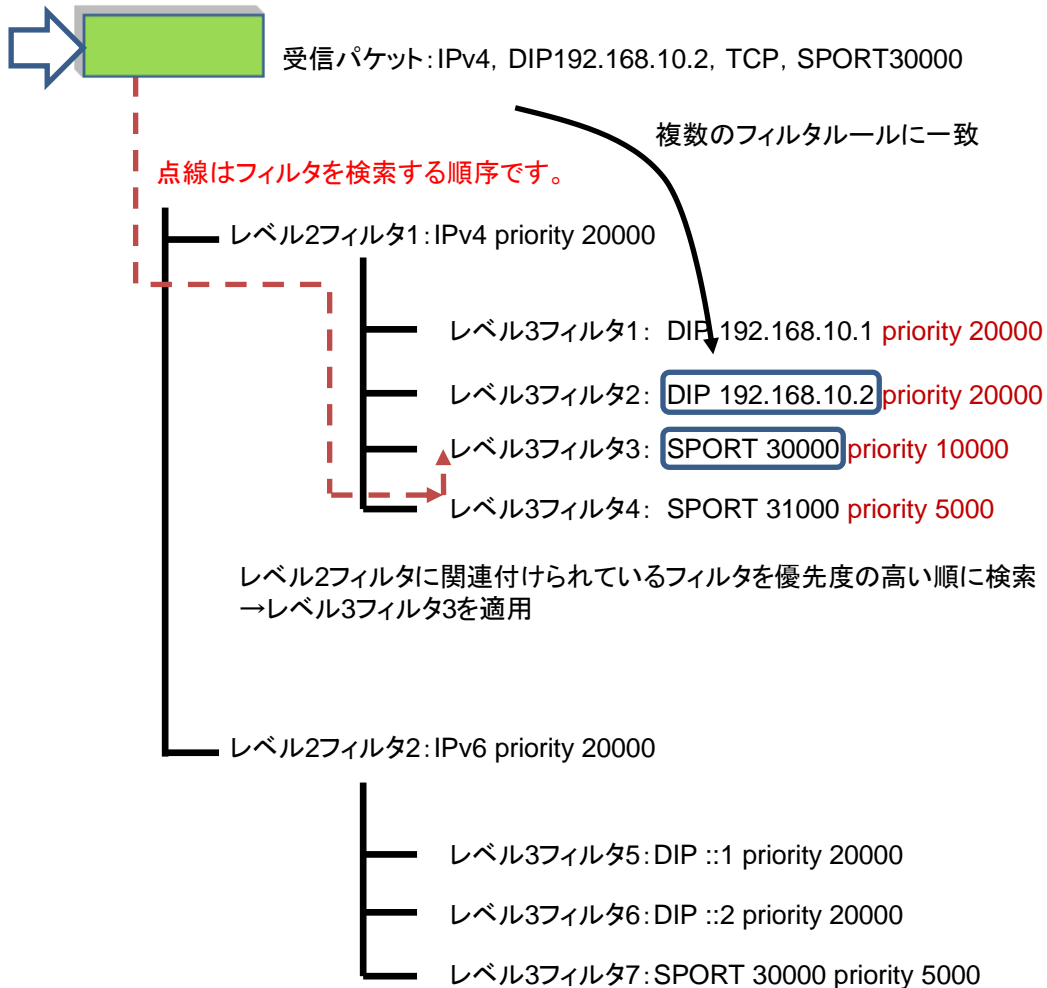 受信パケット：IPv4，DIP192.168.10.2，TCP，SPORT30000
複数のフィルタルールに一致
点線はフィルタを検索する順序です。
レベル2フィルタ1：IPv4 priority 20000
レベル3フィルタ1： DIP 192.168.10.1 priority 20000
レベル3フィルタ2： DIP 192.168.10.2 priority 20000
レベル3フィルタ3： SPORT 30000 priority 10000
レベル3フィルタ4： SPORT 31000 priority 5000
レベル2フィルタに関連付けられているフィルタを優先度の高い順に検索
→レベル3フィルタ3を適用
レベル2フィルタ2：IPv6 priority 20000
レベル3フィルタ5：DIP ::1 priority 20000
レベル3フィルタ6：DIP ::2 priority 20000
レベル3フィルタ7：SPORT 30000 priority 5000